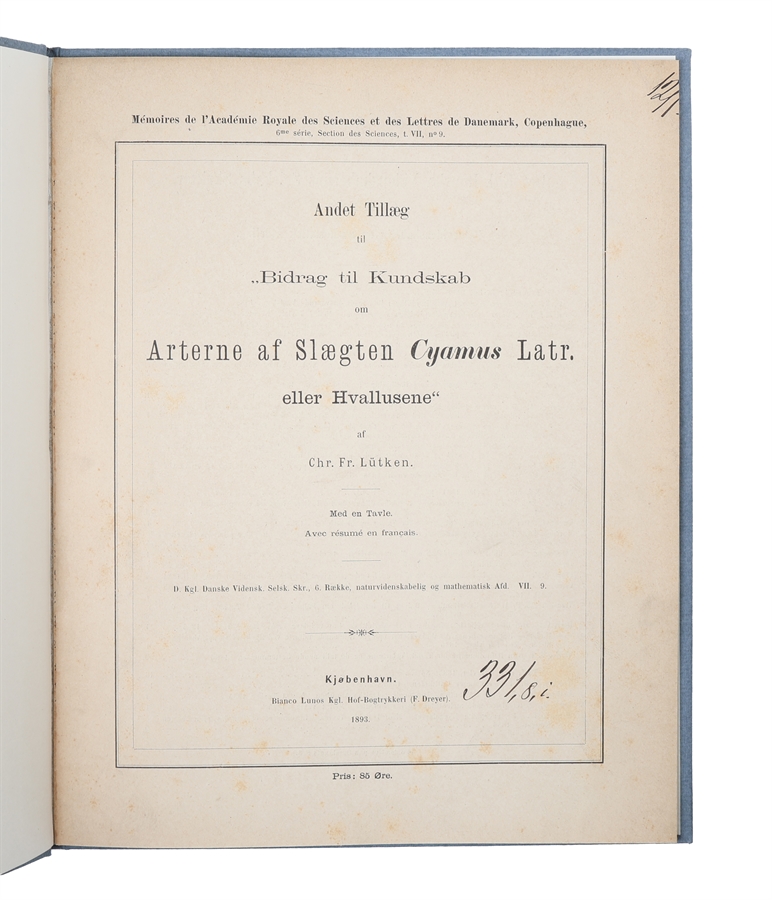 Mémoires de l'Académie Royale des Sciences et des Lettres de Danemark, Copenhague,
6me série, Section des Sciences, t. VII, nº 9.
Andet Tillæg
til
„Bidrag til Kundskab
om
Arterne af Slægten Cyamus Latr.
eller Hvallusene“
af
Chr. Fr. Lütken.
Med en Tavle.
Avec résumé en français.
D. Kgl. Danske Vidensk. Selsk. Skr., 6. Række, naturvidenskabelig og mathematisk Afd. VII. 9.
Kjøbenhavn.
331,8,i.
Bianco Lunos Kgl. Hof-Bogtrykkeri (F. Dreyer).
1893.
Pris: 85 Øre.